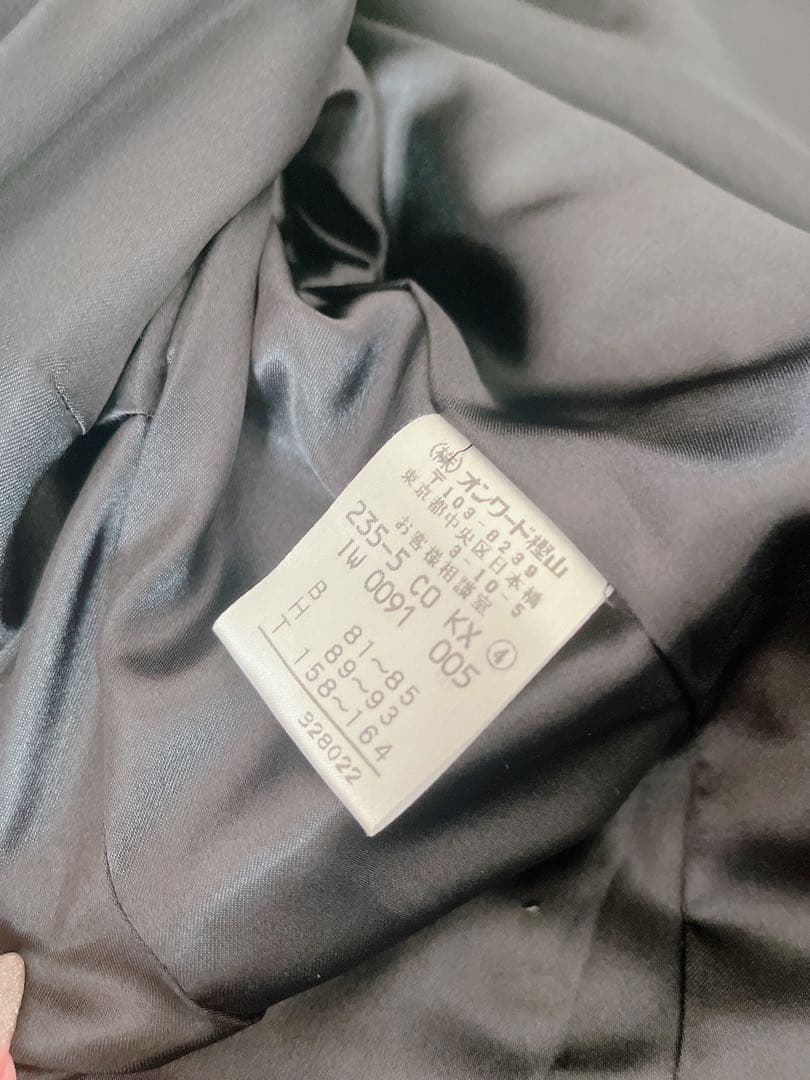 (株)オンワード樫山
〒103-8239
東京都中央区日本橋
3-10-5
お客様相談室
235-5 CO KX ④
IW 0091 005
B 81~85
H 89~93
T 158~164
928022